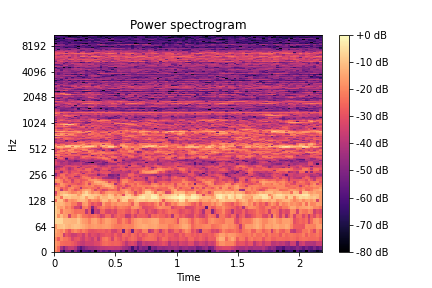 Power spectrogram
8192
4096
2048
1024
512
256
128
64
0
Hz
0
0.5
1
1.5
2
Time
+0 dB
-10 dB
-20 dB
-30 dB
-40 dB
-50 dB
-60 dB
-70 dB
-80 dB